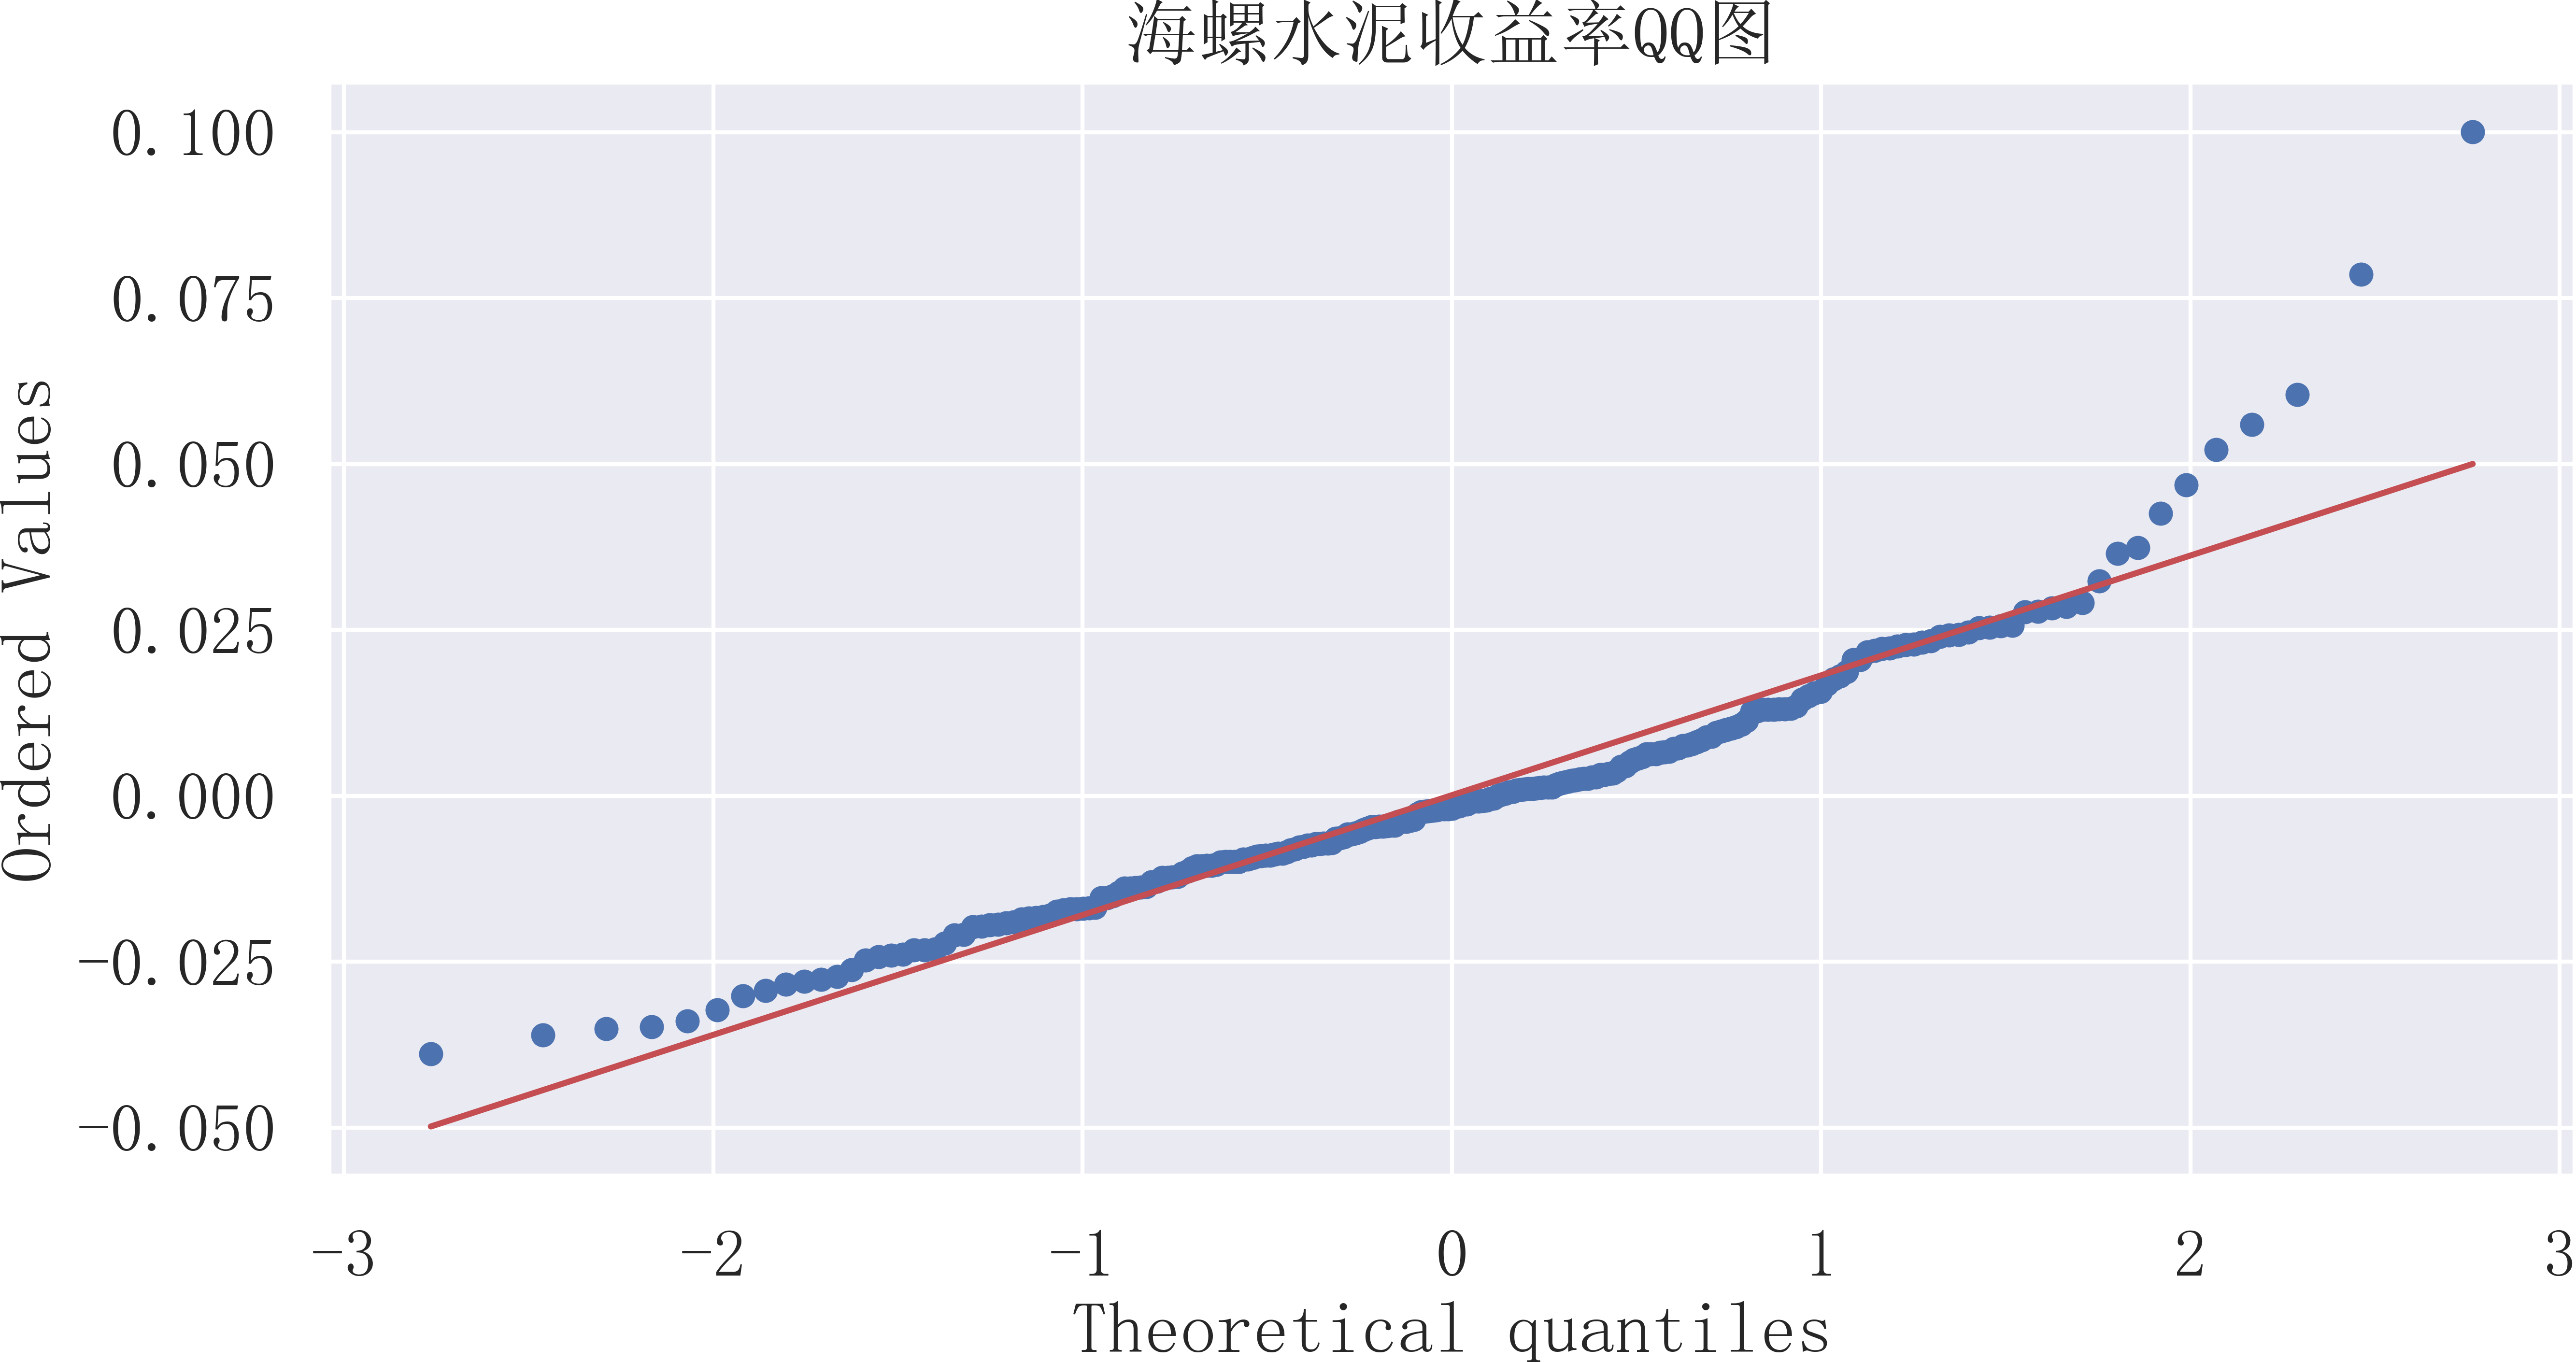 海螺水泥收益率QQ图
0.100
0.075
0.050
0.025
0.000
-0.025
-0.050
Ordered Values
-3 -2 -1 0 1 2 3
Theoretical quantiles